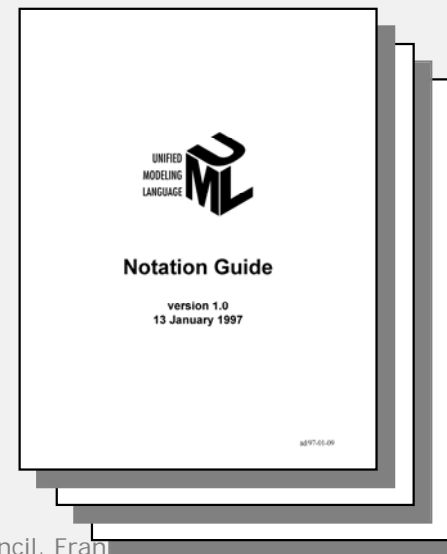 UNIFIED
MODELING
LANGUAGE
UML
Notation Guide
version 1.0
13 January 1997
ad/97-01-09
ncil, Fran